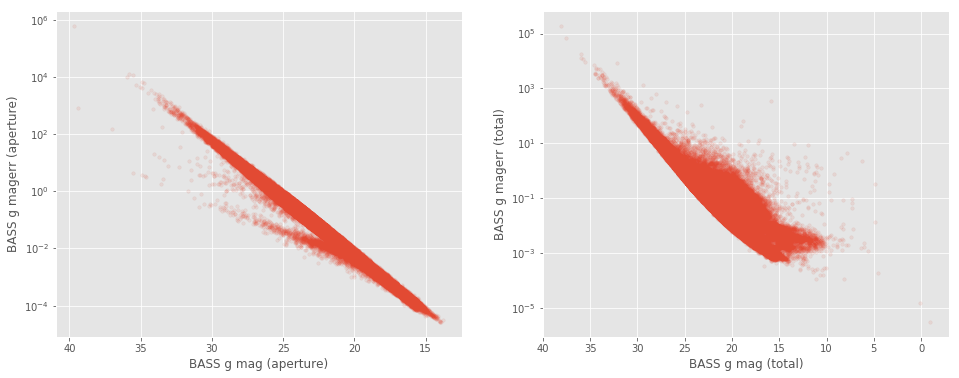 10^6
10^4
10^2
10^0
10^-2
10^-4
BASS g magerr (aperture)
40 35 30 25 20 15
BASS g mag (aperture)
10^5
10^3
10^1
10^-1
10^-3
10^-5
BASS g magerr (total)
40 35 30 25 20 15 10 5 0
BASS g mag (total)